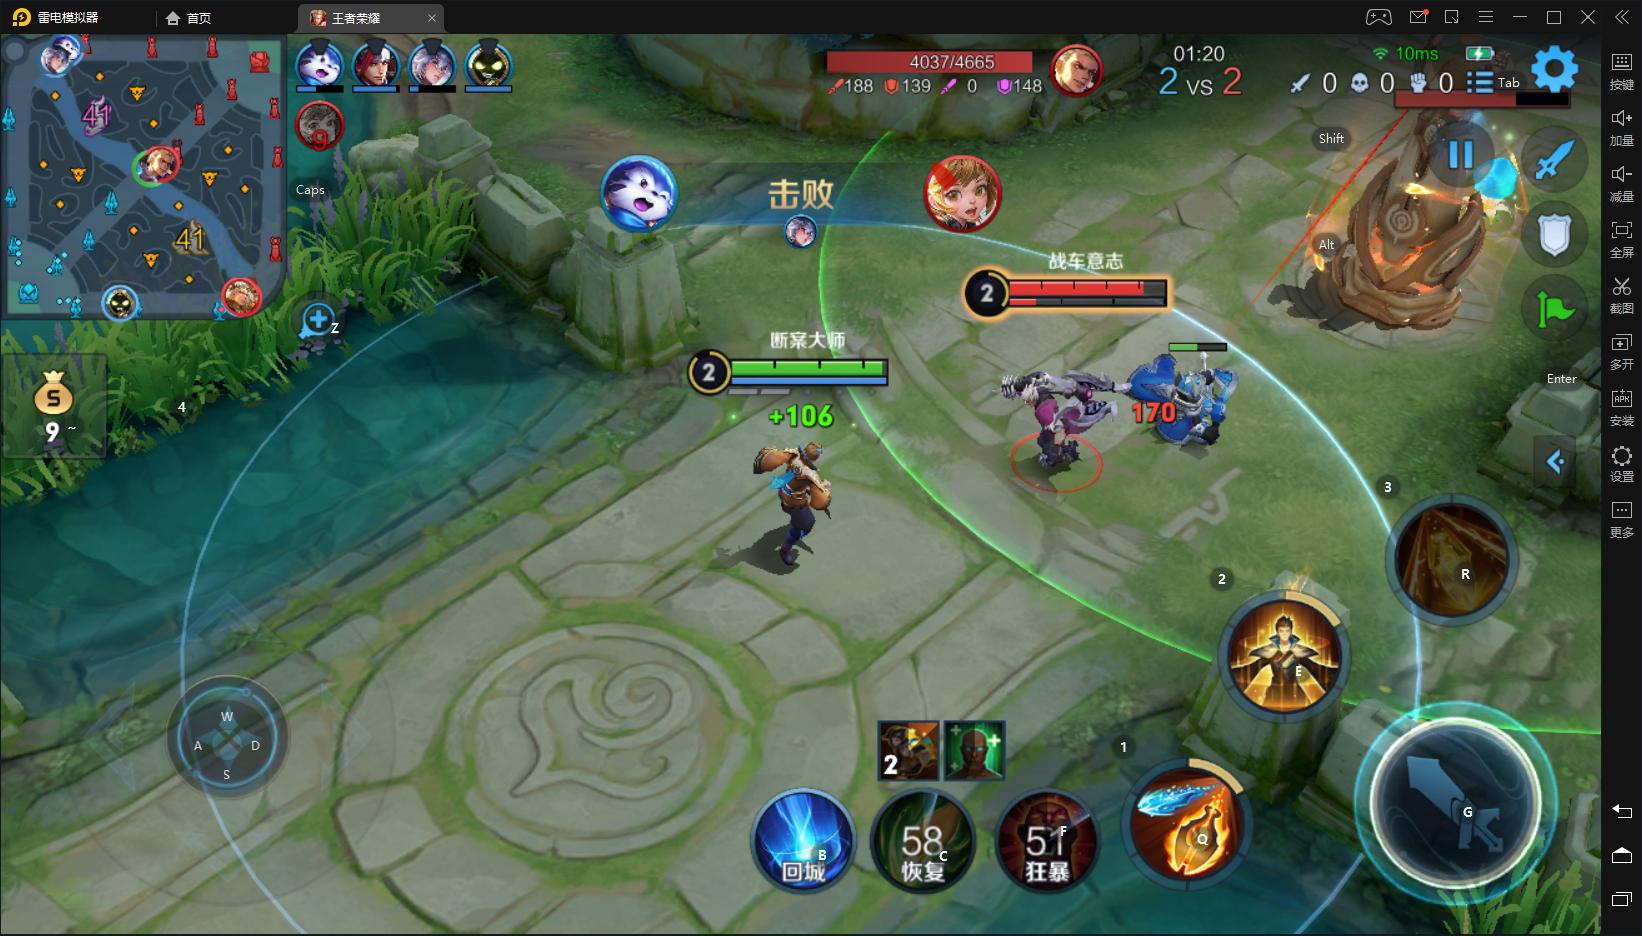 雷电模拟器
首页
王者荣耀
4037/4665
188 139 0 148
01:20
2 VS 2
10ms
0 0 0
Tab
按键
加量
减量
全屏
截图
多开
安装
设置
更多
41
41
9
Caps
Z
Shift
Alt
Enter
击败
战车意志
2
断案大师
2
+106
170
9 ~
4
3
R
2
E
1
Q
G
W
A
D
S
2
回城
B
58
恢复
C
51
狂暴
F
APK
S